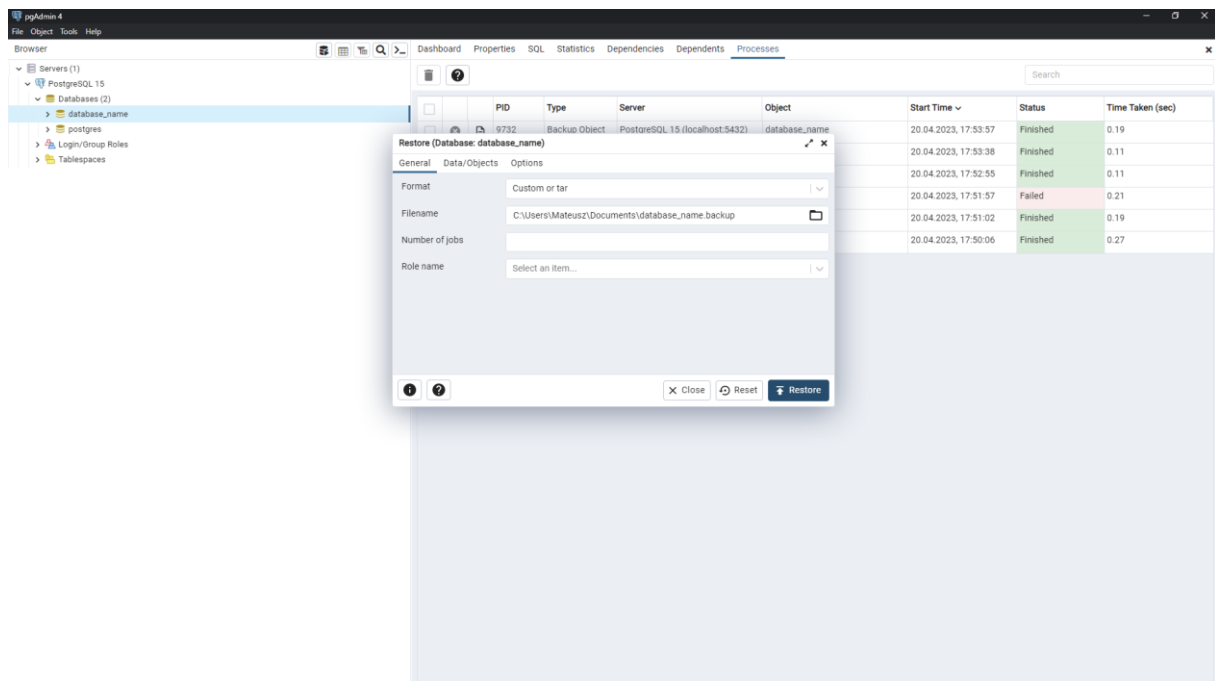 pgAdmin 4
File Object Tools Help
Browser
Dashboard Properties SQL Statistics Dependencies Dependents Processes
Servers (1)
PostgreSQL 15
Databases (2)
database_name
postgres
Login/Group Roles
Tablespaces
Search
PID Type Server Object Start Time Status Time Taken (sec)
9732 Backup Object PostgreSQL 15 (localhost:5432) database_name 20.04.2023, 17:53:57 Finished 0.19
20.04.2023, 17:53:38 Finished 0.11
20.04.2023, 17:52:55 Finished 0.11
20.04.2023, 17:51:57 Failed 0.21
20.04.2023, 17:51:02 Finished 0.19
20.04.2023, 17:50:06 Finished 0.27
Restore (Database: database_name)
General Data/Objects Options
Format Custom or tar
Filename C:\Users\Mateusz\Documents\database_name.backup
Number of jobs
Role name Select an item...
Close Reset Restore